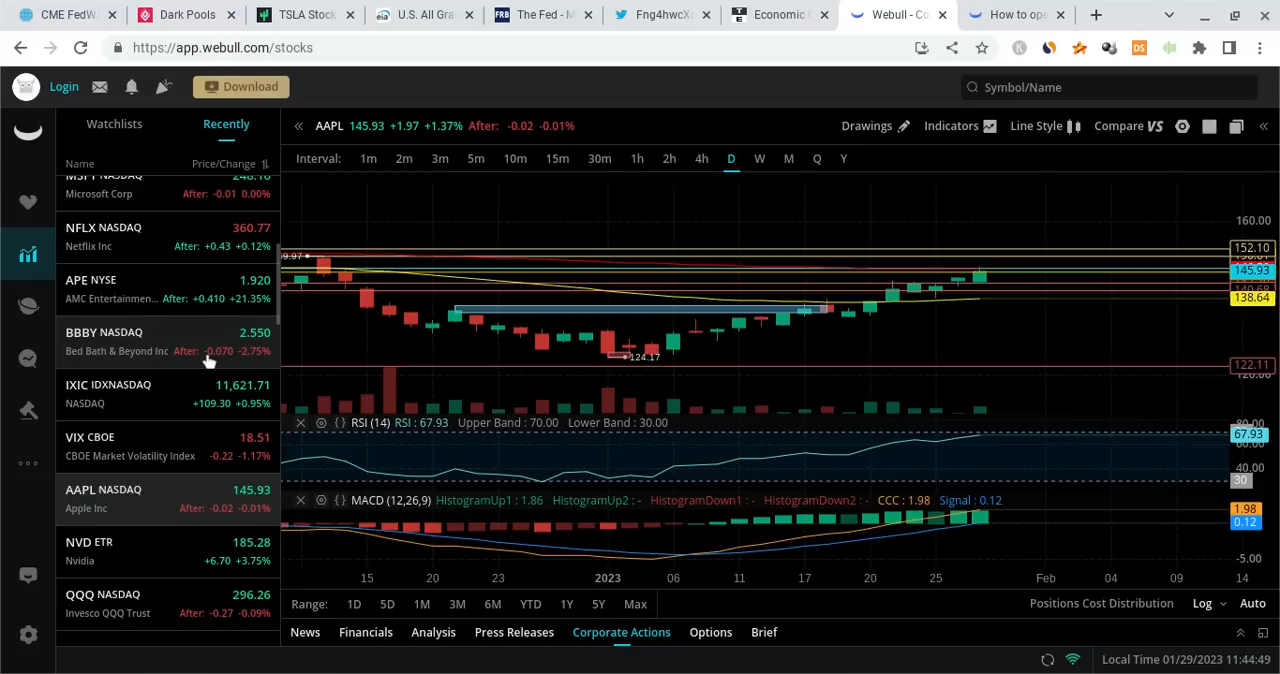 CME FedW
Dark Pools
TSLA Stoc
U.S. All Gra
FRB
The Fed - M
Fng4hwcX
Economic
Webull - Co
How to ope
https://app.webull.com/stocks
Login
Download
Symbol/Name
Watchlists
Recently
AAPL 145.93 +1.97 +1.37% After: -0.02 -0.01%
Drawings
Indicators
Line Style
Compare VS
Name
Price/Change
Interval: 1m 2m 3m 5m 10m 15m 30m 1h 2h 4h D W M Q Y
MSFT NASDAQ 248.16
Microsoft Corp After: -0.01 0.00%
NFLX NASDAQ 360.77
Netflix Inc After: +0.43 +0.12%
APE NYSE 1.920
AMC Entertainmen... After: +0.410 +21.35%
BBBY NASDAQ 2.550
Bed Bath & Beyond Inc After: -0.070 -2.75%
IXIC IDXNASDAQ 11,621.71
NASDAQ +109.30 +0.95%
VIX CBOE 18.51
CBOE Market Volatility Index -0.22 -1.17%
AAPL NASDAQ 145.93
Apple Inc After: -0.02 -0.01%
NVD ETR 185.28
Nvidia +6.70 +3.75%
QQQ NASDAQ 296.26
Invesco QQQ Trust After: -0.27 -0.09%
160.00
152.10
145.93
138.64
124.17
122.11
120.00
RSI (14) RSI : 67.93 Upper Band : 70.00 Lower Band : 30.00
67.93
40.00
30
MACD (12,26,9) HistogramUp1 : 1.86 HistogramUp2 : - HistogramDown1 : - HistogramDown2 : - CCC : 1.98 Signal : 0.12
1.98
0.12
-5.00
15 20 23 2023 06 11 17 20 25 Feb 04 09 14
Range: 1D 5D 1M 3M 6M YTD 1Y 5Y Max
Positions Cost Distribution Log Auto
News Financials Analysis Press Releases Corporate Actions Options Brief
Local Time 01/29/2023 11:44:49